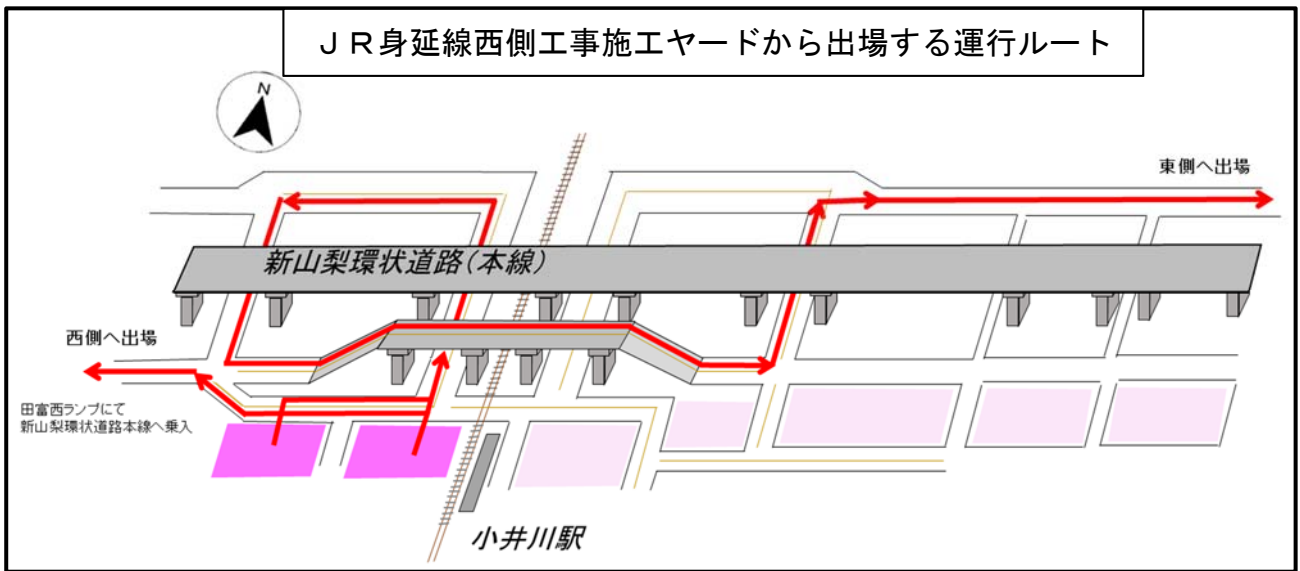 ＪＲ身延線西側工事施工ヤードから出場する運行ルート
N
東側へ出場
新山梨環状道路(本線)
西側へ出場
田富西ランプにて
新山梨環状道路本線へ乗入
小井川駅